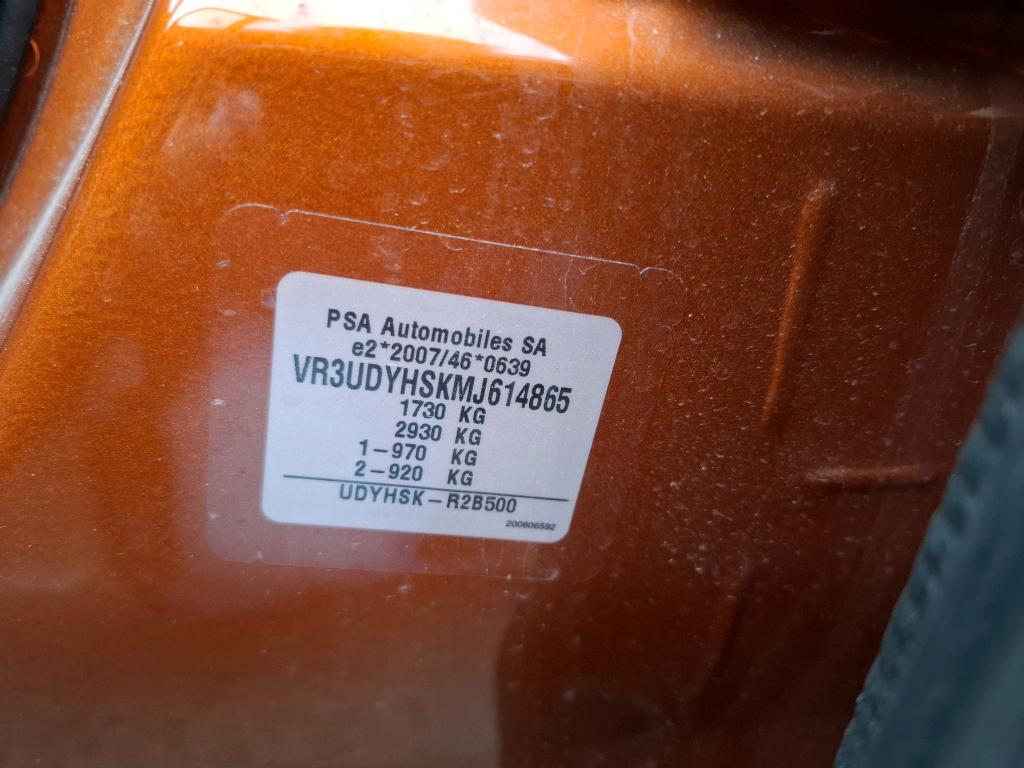 PSA Automobiles SA
e2*2007/46*0639
VR3UDYHSKMJ614865
1730 KG
2930 KG
1-970 KG
2-920 KG
UDYHSK-R2B500
200606592